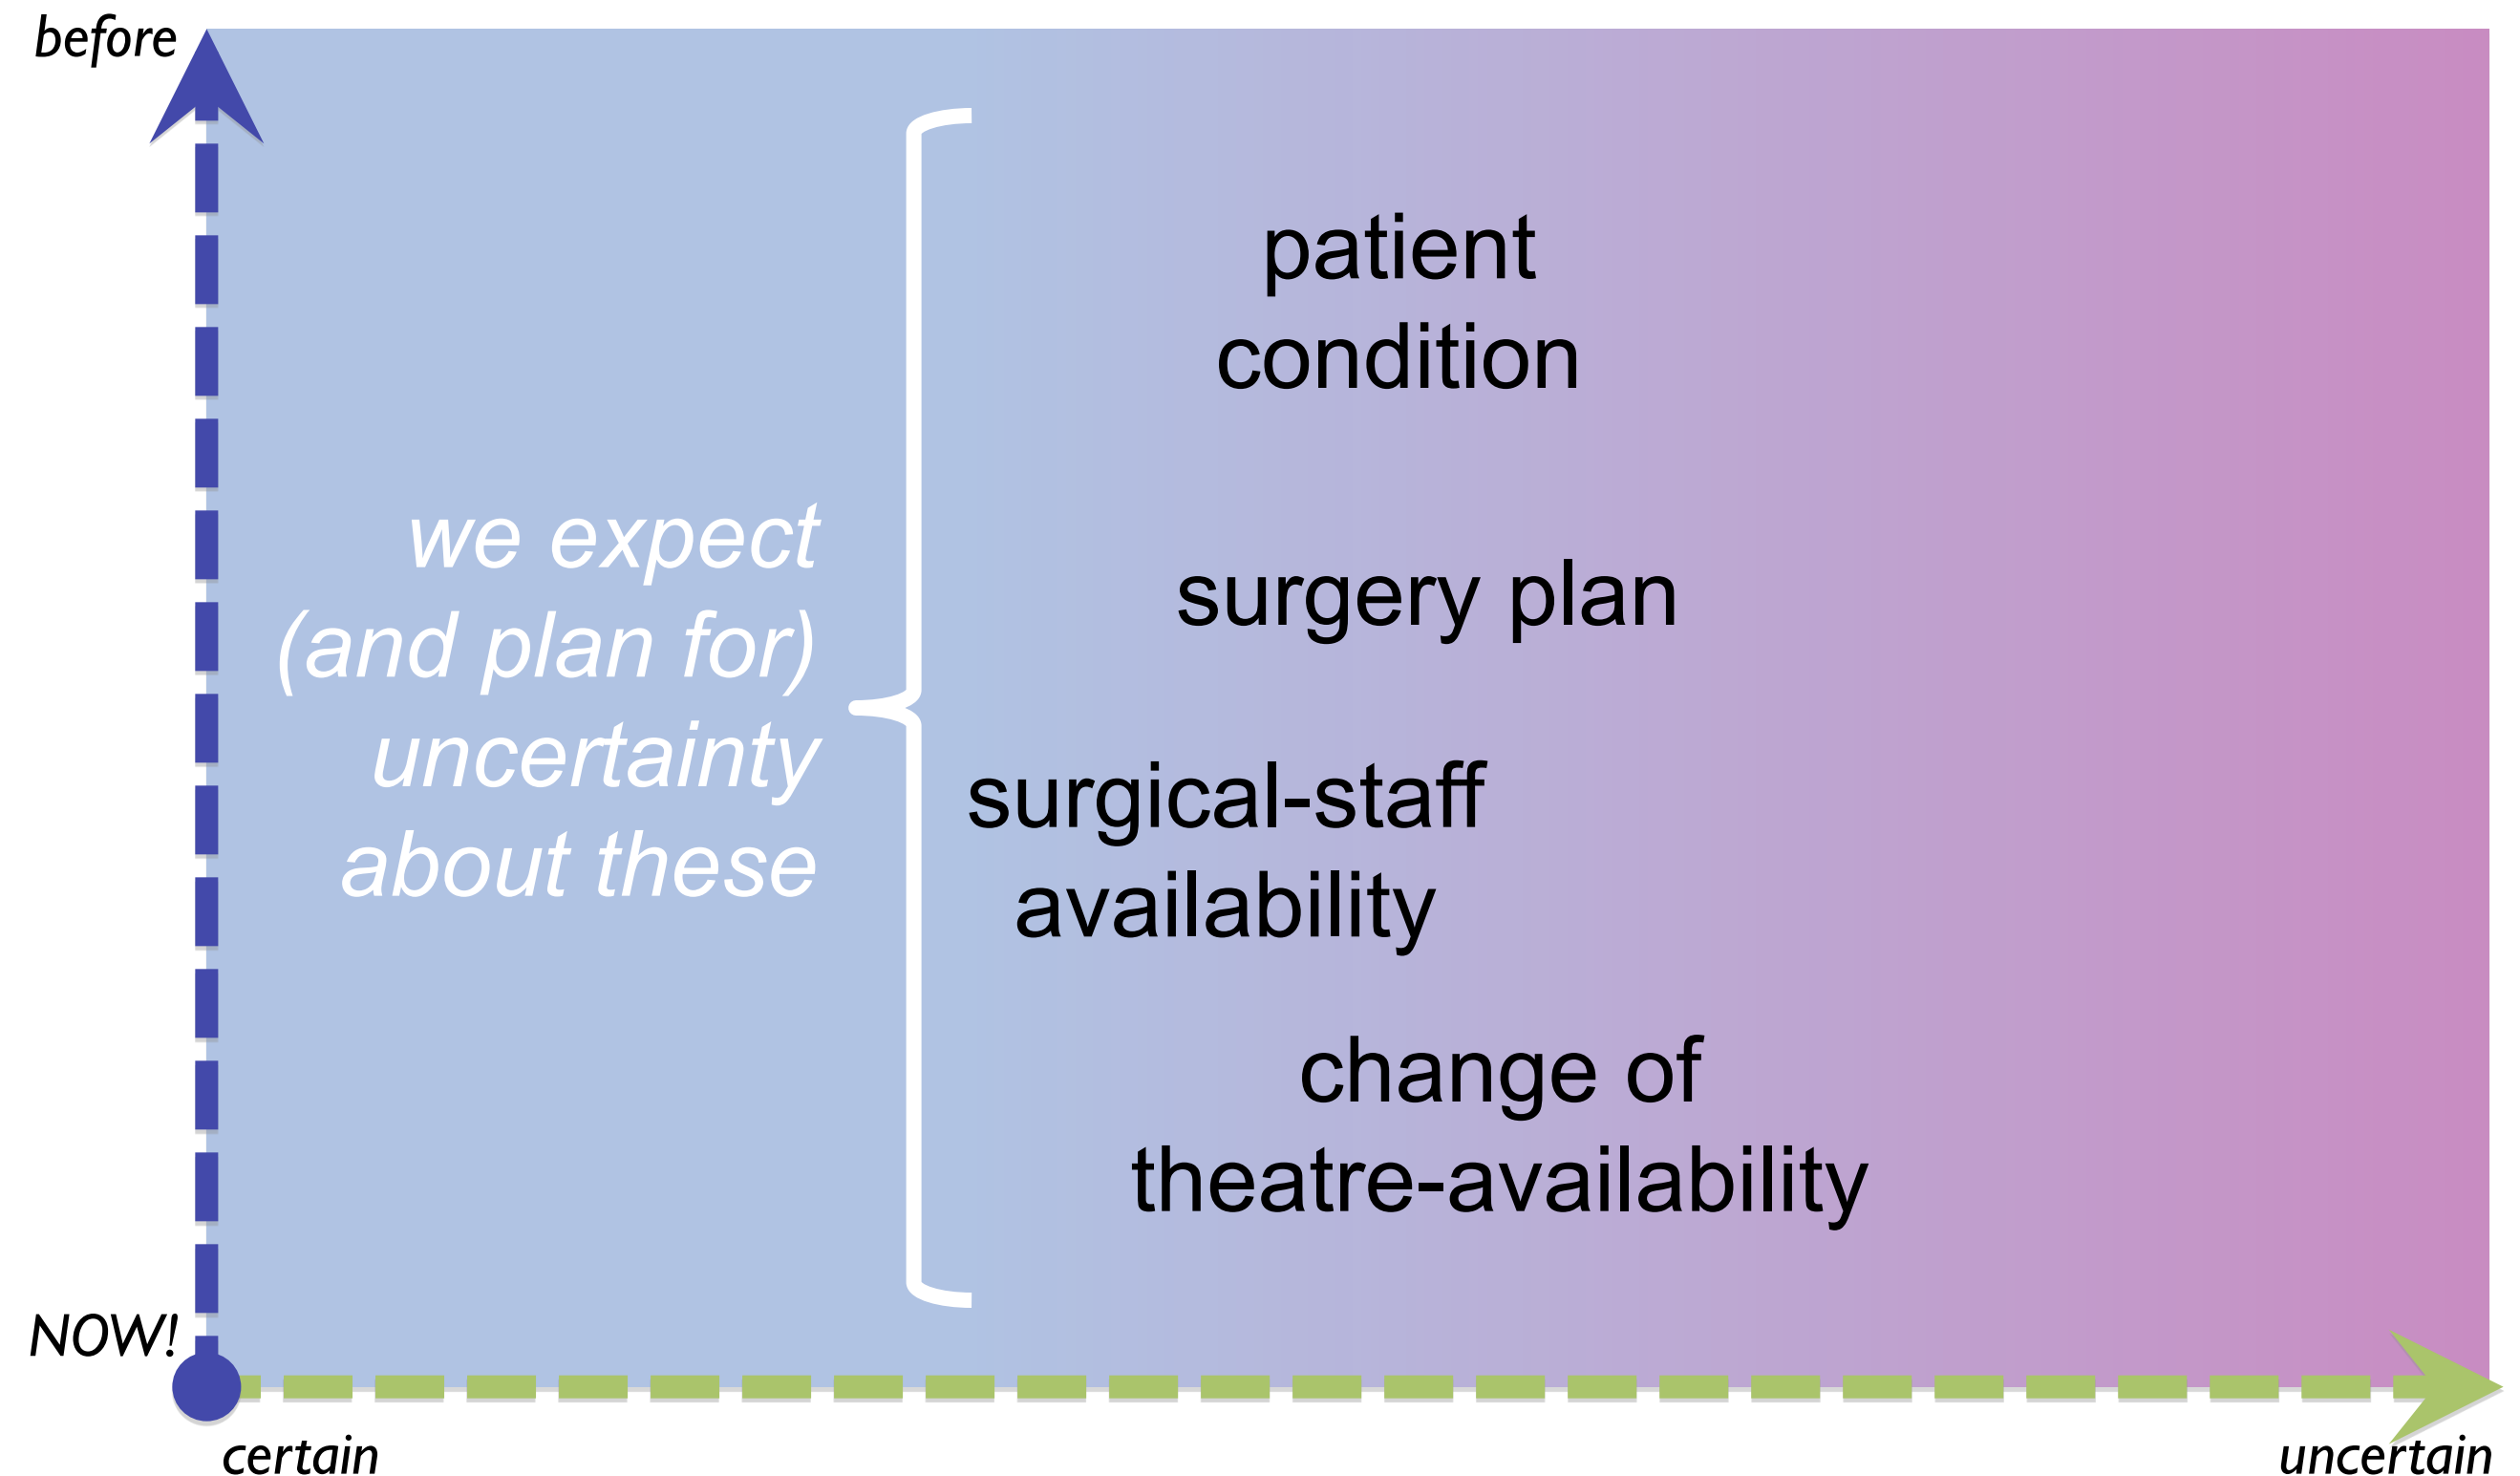 before
patient
condition
we expect
(and plan for)
uncertainty
about these
surgery plan
surgical-staff
availability
change of
theatre-availability
NOW!
certain
uncertain